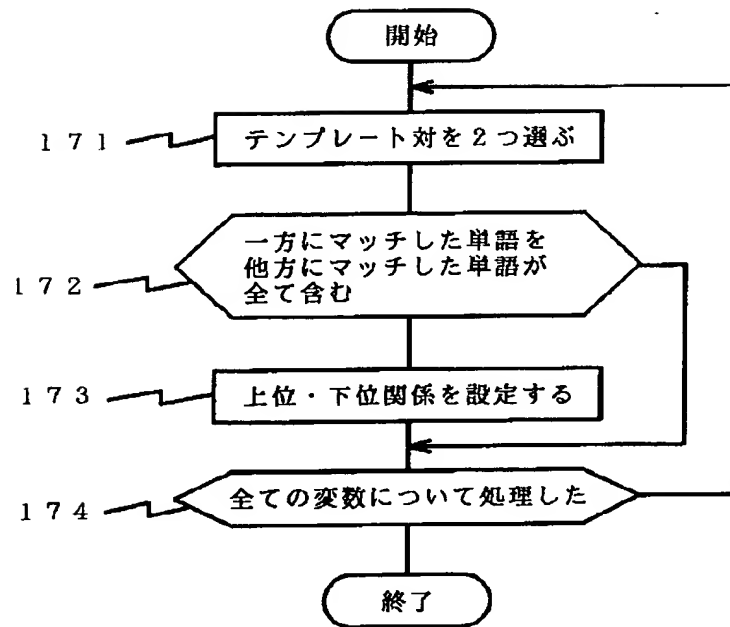 開始
171
テンプレート対を2つ選ぶ
一方にマッチした単語を
他方にマッチした単語が
全て含む
172
173
上位・下位関係を設定する
全ての変数について処理した
174
終了